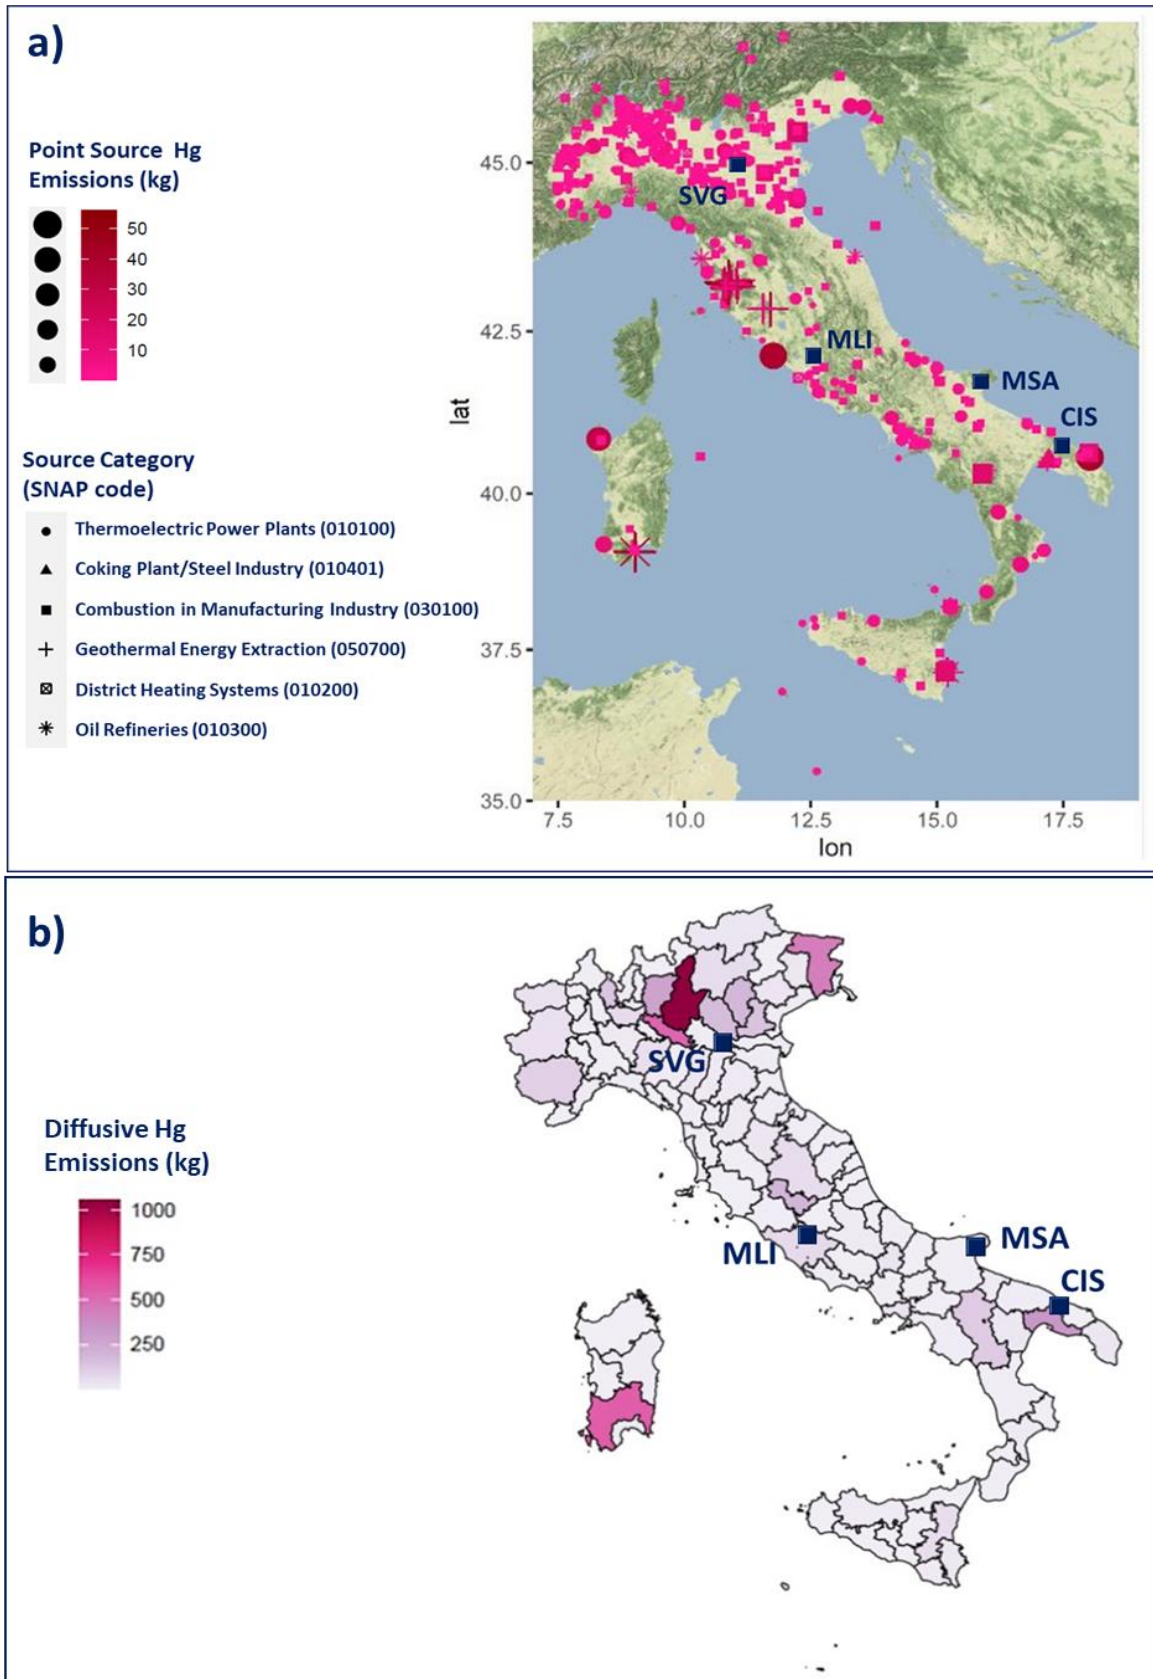 a)
Point Source Hg
Emissions (kg)
50
40
30
20
10
Source Category
(SNAP code)
Thermoelectric Power Plants (010100)
Coking Plant/Steel Industry (010401)
Combustion in Manufacturing Industry (030100)
Geothermal Energy Extraction (050700)
District Heating Systems (010200)
Oil Refineries (010300)
lat
45.0
42.5
40.0
37.5
35.0
7.5 10.0 12.5 15.0 17.5
lon
SVG
MLI
MSA
CIS
b)
Diffusive Hg
Emissions (kg)
1000
750
500
250
SVG
MLI
MSA
CIS